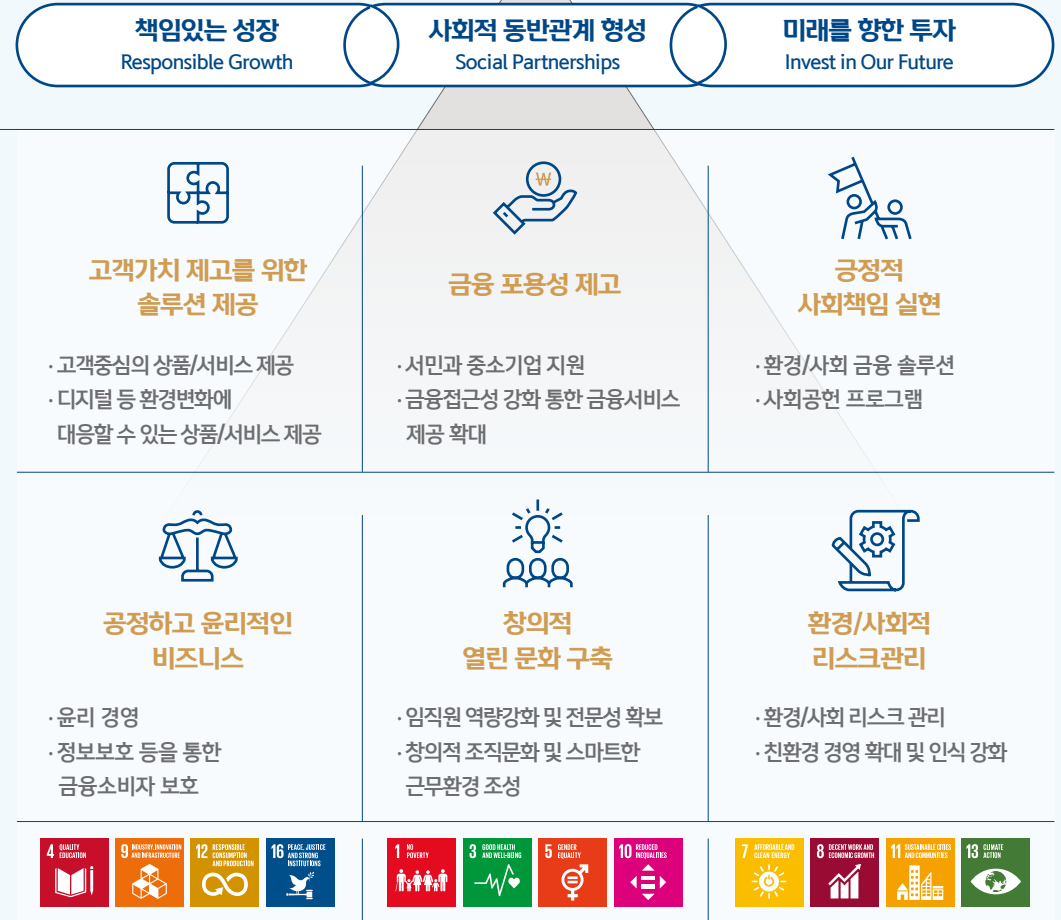 책임있는 성장
Responsible Growth
사회적 동반관계 형성
Social Partnerships
미래를 향한 투자
Invest in Our Future
고객가치 제고를 위한
솔루션 제공
· 고객중심의 상품/서비스 제공
· 디지털 등 환경변화에
대응할 수 있는 상품/서비스 제공
₩
금융 포용성 제고
· 서민과 중소기업 지원
· 금융접근성 강화 통한 금융서비스
제공 확대
긍정적
사회책임 실현
· 환경/사회 금융 솔루션
· 사회공헌 프로그램
공정하고 윤리적인
비즈니스
· 윤리 경영
· 정보보호 등을 통한
금융소비자 보호
창의적
열린 문화 구축
· 임직원 역량강화 및 전문성 확보
· 창의적 조직문화 및 스마트한
근무환경 조성
환경/사회적
리스크관리
· 환경/사회 리스크 관리
· 친환경 경영 확대 및 인식 강화
4 QUALITY
EDUCATION
9 INDUSTRY, INNOVATION
AND INFRASTRUCTURE
12 RESPONSIBLE
CONSUMPTION
AND PRODUCTION
16 PEACE, JUSTICE
AND STRONG
INSTITUTIONS
1 NO
POVERTY
3 GOOD HEALTH
AND WELL-BEING
5 GENDER
EQUALITY
10 REDUCED
INEQUALITIES
7 AFFORDABLE AND
CLEAN ENERGY
8 DECENT WORK AND
ECONOMIC GROWTH
11 SUSTAINABLE CITIES
AND COMMUNITIES
13 CLIMATE
ACTION